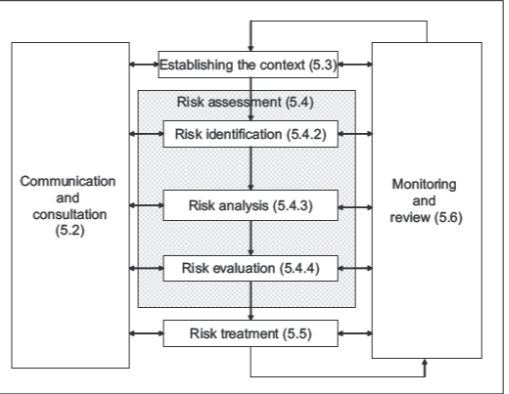 Establishing the context (5.3)
Risk assessment (5.4)
Risk identification (5.4.2)
Communication
and
consultation
(5.2)
Risk analysis (5.4.3)
Monitoring
and
review (5.6)
Risk evaluation (5.4.4)
Risk treatment (5.5)